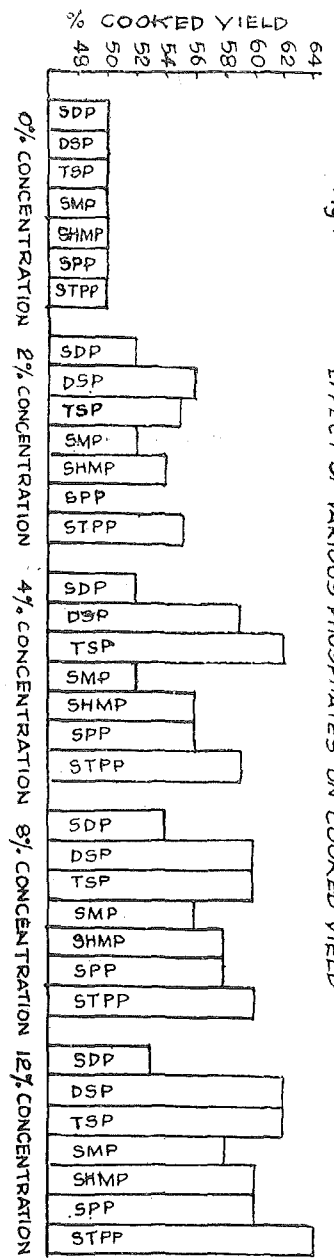 EFFECT OF VARIOUS PHOSPHATES ON COOKED YIELD
% COOKED YIELD
48 50 52 54 56 58 60 62 64
SDP
DSP
TSP
SMP
SHMP
SPP
STPP
0% CONCENTRATION
SDP
DSP
TSP
SMP
SHMP
SPP
STPP
2% CONCENTRATION
SDP
DSP
TSP
SMP
SHMP
SPP
STPP
4% CONCENTRATION
SDP
DSP
TSP
SMP
SHMP
SPP
STPP
8% CONCENTRATION
SDP
DSP
TSP
SMP
SHMP
SPP
STPP
12% CONCENTRATION